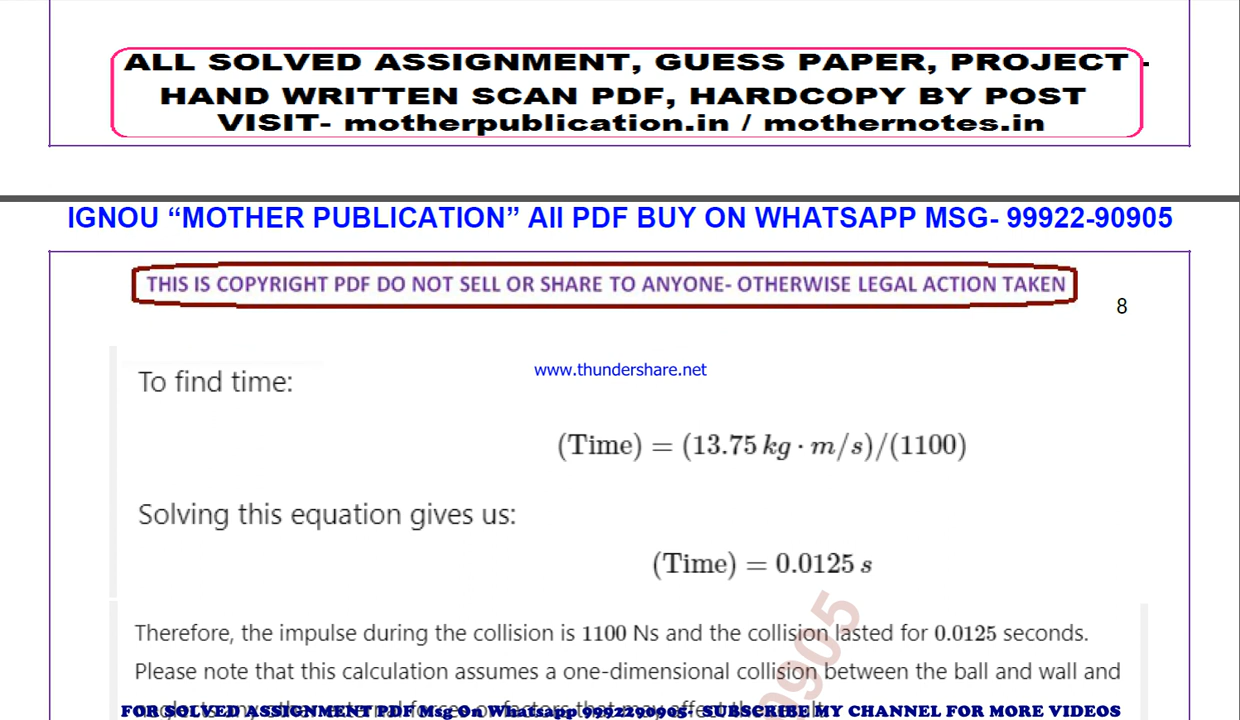 ALL SOLVED ASSIGNMENT, GUESS PAPER, PROJECT -
HAND WRITTEN SCAN PDF, HARDCOPY BY POST
VISIT- motherpublication.in / mothernotes.in
IGNOU “MOTHER PUBLICATION” All PDF BUY ON WHATSAPP MSG- 99922-90905
THIS IS COPYRIGHT PDF DO NOT SELL OR SHARE TO ANYONE- OTHERWISE LEGAL ACTION TAKEN
8
www.thundershare.net
To find time:
(Time) = (13.75 kg · m/s)/(1100)
Solving this equation gives us:
(Time) = 0.0125 s
Therefore, the impulse during the collision is 1100 Ns and the collision lasted for 0.0125 seconds.
Please note that this calculation assumes a one-dimensional collision between the ball and wall and
FOR SOLVED ASSIGNMENT PDF Msg On Whatsapp 9992290905- SUBSCRIBE MY CHANNEL FOR MORE VIDEOS
0905